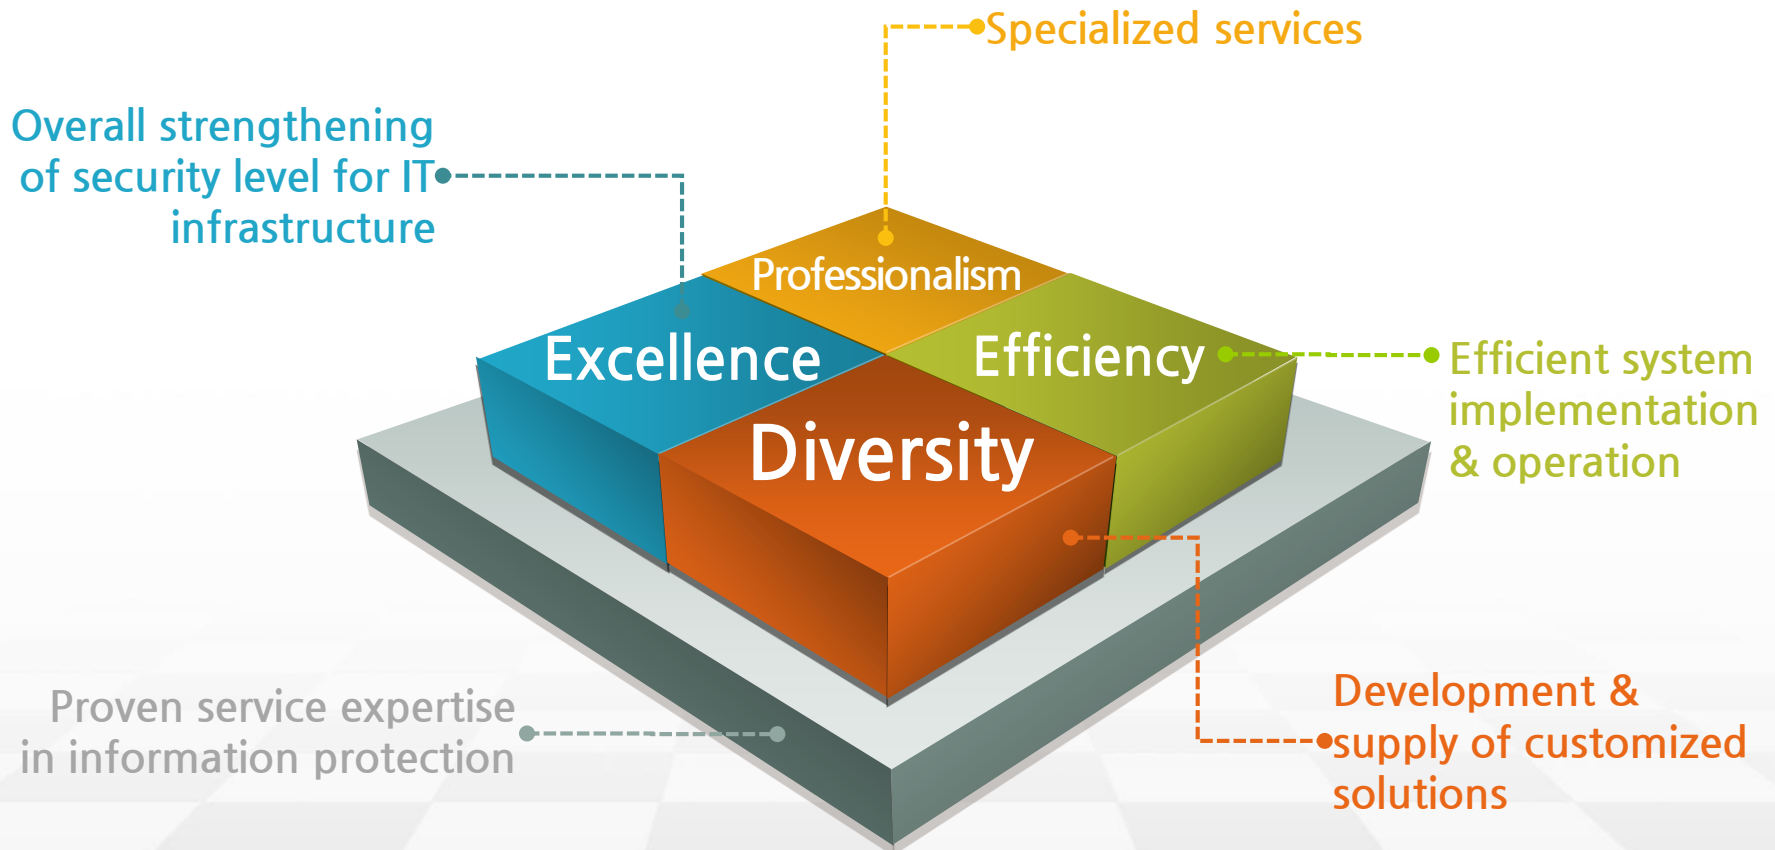 Specialized services
Overall strengthening
of security level for IT
infrastructure
Professionalism
Excellence
Efficiency
Efficient system
implementation
& operation
Diversity
Proven service expertise
in information protection
Development &
supply of customized
solutions